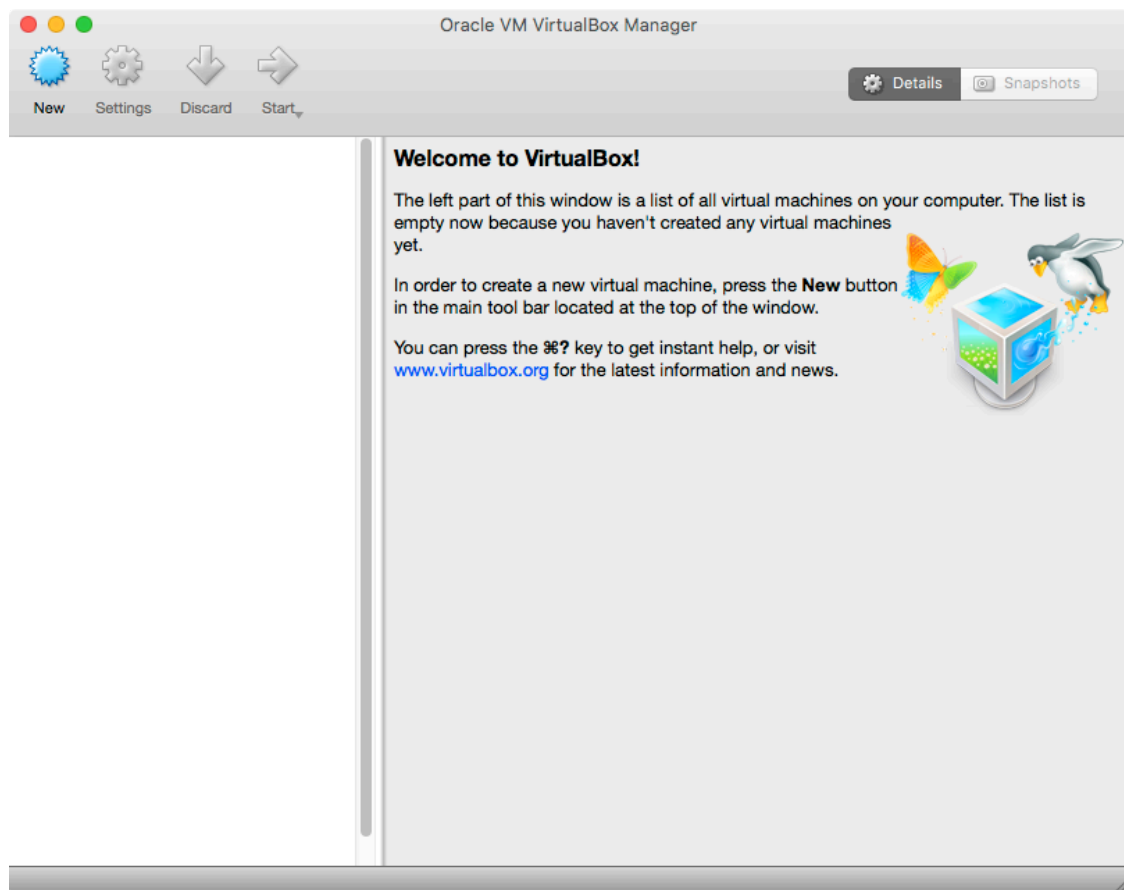 Oracle VM VirtualBox Manager
New Settings Discard Start
Details Snapshots
Welcome to VirtualBox!
The left part of this window is a list of all virtual machines on your computer. The list is
empty now because you haven't created any virtual machines
yet.
In order to create a new virtual machine, press the New button
in the main tool bar located at the top of the window.
You can press the ⌘? key to get instant help, or visit
www.virtualbox.org for the latest information and news.